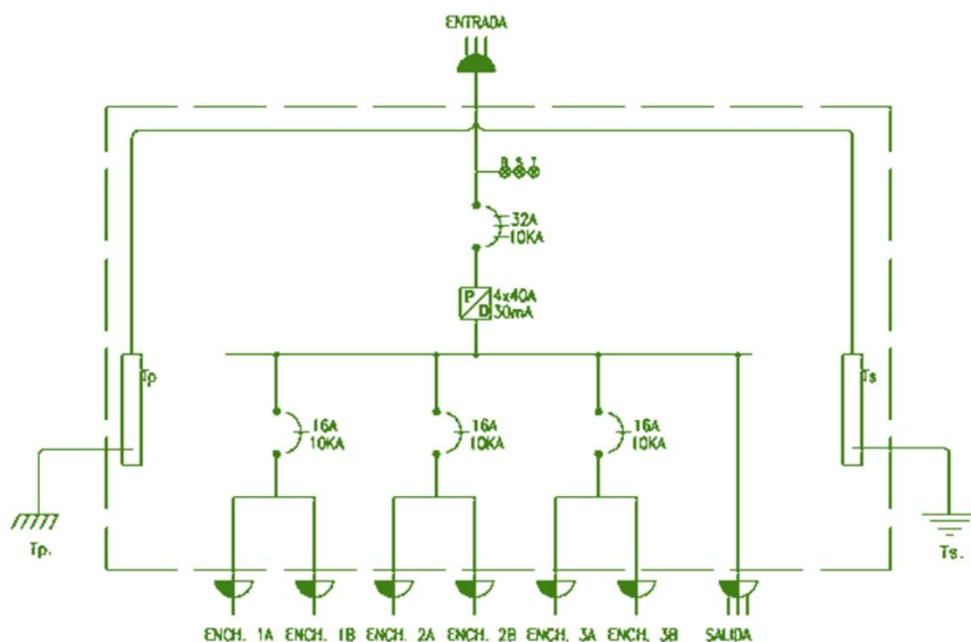 ENTRADA
R S T
32A
10KA
P
D
4x40A
30mA
Tp
Ts
16A
10KA
16A
10KA
16A
10KA
Tp.
Ts.
ENCH. 1A
ENCH. 1B
ENCH. 2A
ENCH. 2B
ENCH. 3A
ENCH. 3B
SALIDA